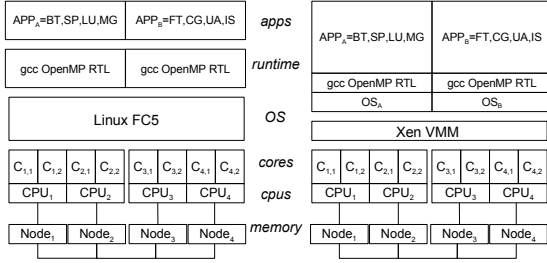 APP_A=BT,SP,LU,MG APP_B=FT,CG,UA,IS apps APP_A=BT,SP,LU,MG APP_B=FT,CG,UA,IS
gcc OpenMP RTL gcc OpenMP RTL runtime gcc OpenMP RTL gcc OpenMP RTL
OS_A OS_B
Linux FC5 OS Xen VMM
C_1,1 C_1,2 C_2,1 C_2,2 C_3,1 C_3,2 C_4,1 C_4,2 cores C_1,1 C_1,2 C_2,1 C_2,2 C_3,1 C_3,2 C_4,1 C_4,2
CPU_1 CPU_2 CPU_3 CPU_4 cpus CPU_1 CPU_2 CPU_3 CPU_4
Node_1 Node_2 Node_3 Node_4 memory Node_1 Node_2 Node_3 Node_4